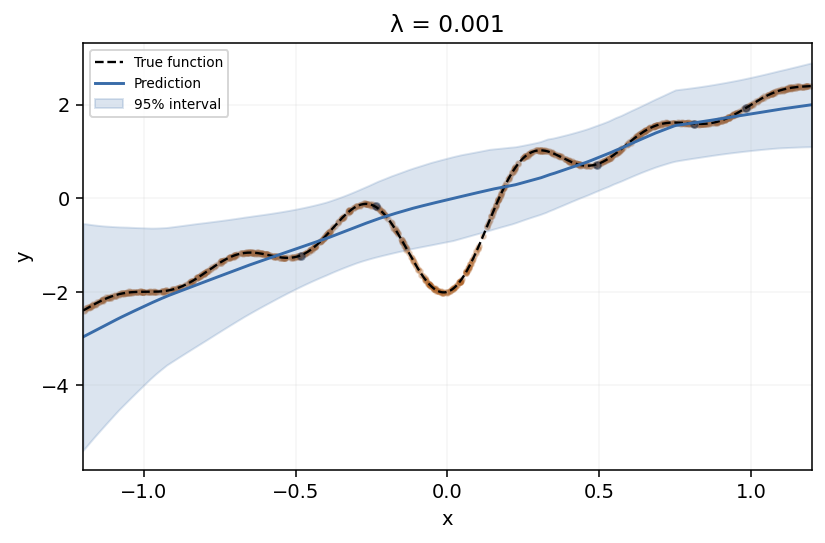 λ = 0.001
True function
Prediction
95% interval
y
2
0
−2
−4
−1.0 −0.5 0.0 0.5 1.0
x